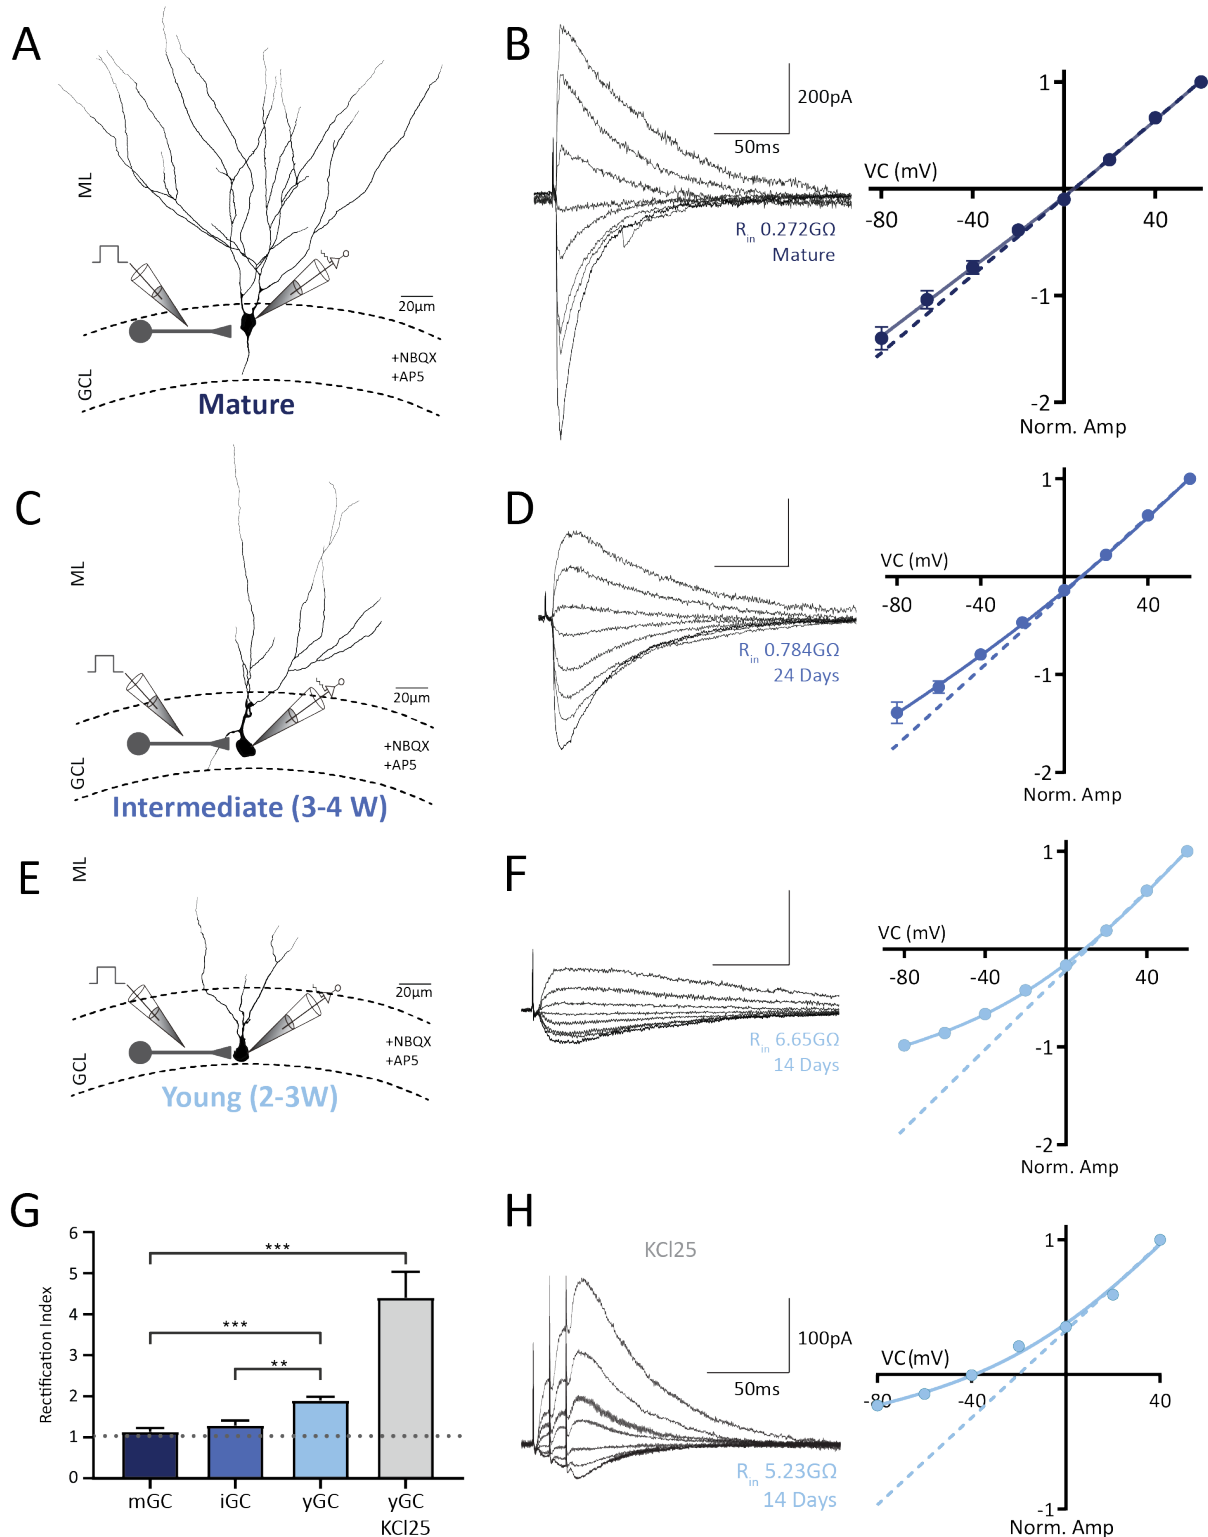 A
ML
GCL
20µm
+NBQX
+AP5
Mature
B
200pA
50ms
R in 0.272GΩ
Mature
1
VC (mV)
-80
-40
40
-1
-2
Norm. Amp
C
ML
GCL
20µm
+NBQX
+AP5
Intermediate (3-4 W)
D
R in 0.784GΩ
24 Days
1
VC (mV)
-80
-40
40
-1
-2
Norm. Amp
E
ML
GCL
20µm
+NBQX
+AP5
Young (2-3W)
F
R in 6.65GΩ
14 Days
1
VC (mV)
-80
-40
40
-1
-2
Norm. Amp
G
Rectification Index
6
5
4
3
2
1
0
***
***
**
mGC
iGC
yGC
yGC
KCl25
H
KCl25
100pA
50ms
R in 5.23GΩ
14 Days
1
VC(mV)
-80
-40
40
-1
Norm. Amp